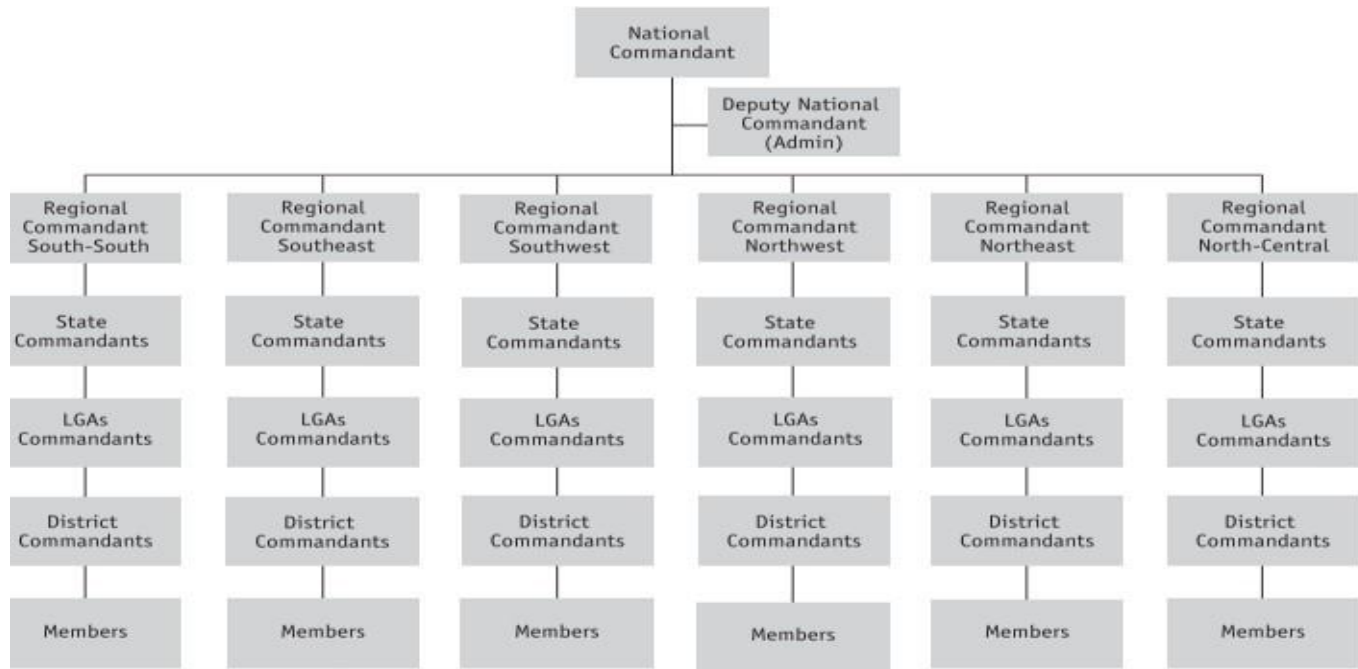 National
Commandant
Deputy National
Commandant
(Admin)
Regional
Commandant
South-South
Regional
Commandant
Southeast
Regional
Commandant
Southwest
Regional
Commandant
Northwest
Regional
Commandant
Northeast
Regional
Commandant
North-Central
State
Commandants
State
Commandants
State
Commandants
State
Commandants
State
Commandants
State
Commandants
LGAs
Commandants
LGAs
Commandants
LGAs
Commandants
LGAs
Commandants
LGAs
Commandants
LGAs
Commandants
District
Commandants
District
Commandants
District
Commandants
District
Commandants
District
Commandants
District
Commandants
Members
Members
Members
Members
Members
Members